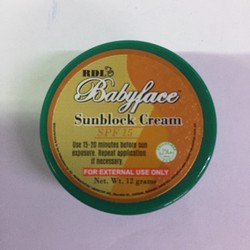 RDL
Babyface
Sunblock Cream
SPF 15
Use 15-20 minutes before sun
exposure. Repeat application
if necessary
FOR EXTERNAL USE ONLY
Net. Wt. 12 grams